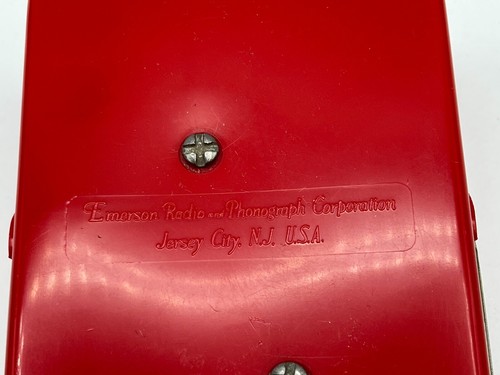 Emerson Radio and Phonograph Corporation
Jersey City, N.J. U.S.A.